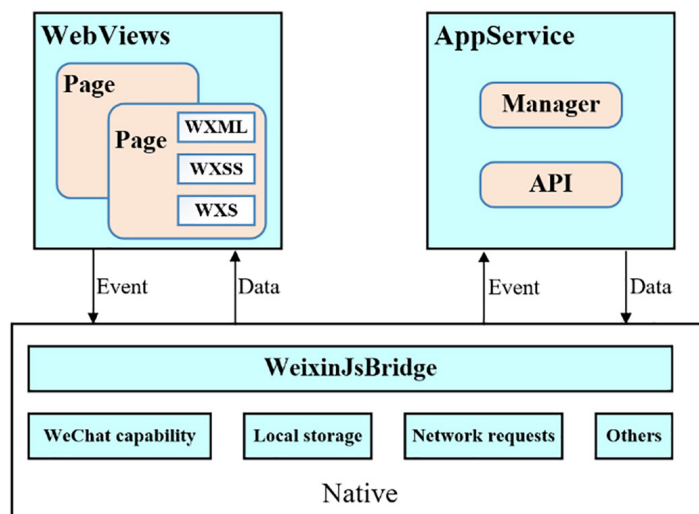 WebViews
Page
Page
WXML
WXSS
WXS
AppService
Manager
API
Event
Data
Event
Data
WeixinJsBridge
WeChat capability
Local storage
Network requests
Others
Native